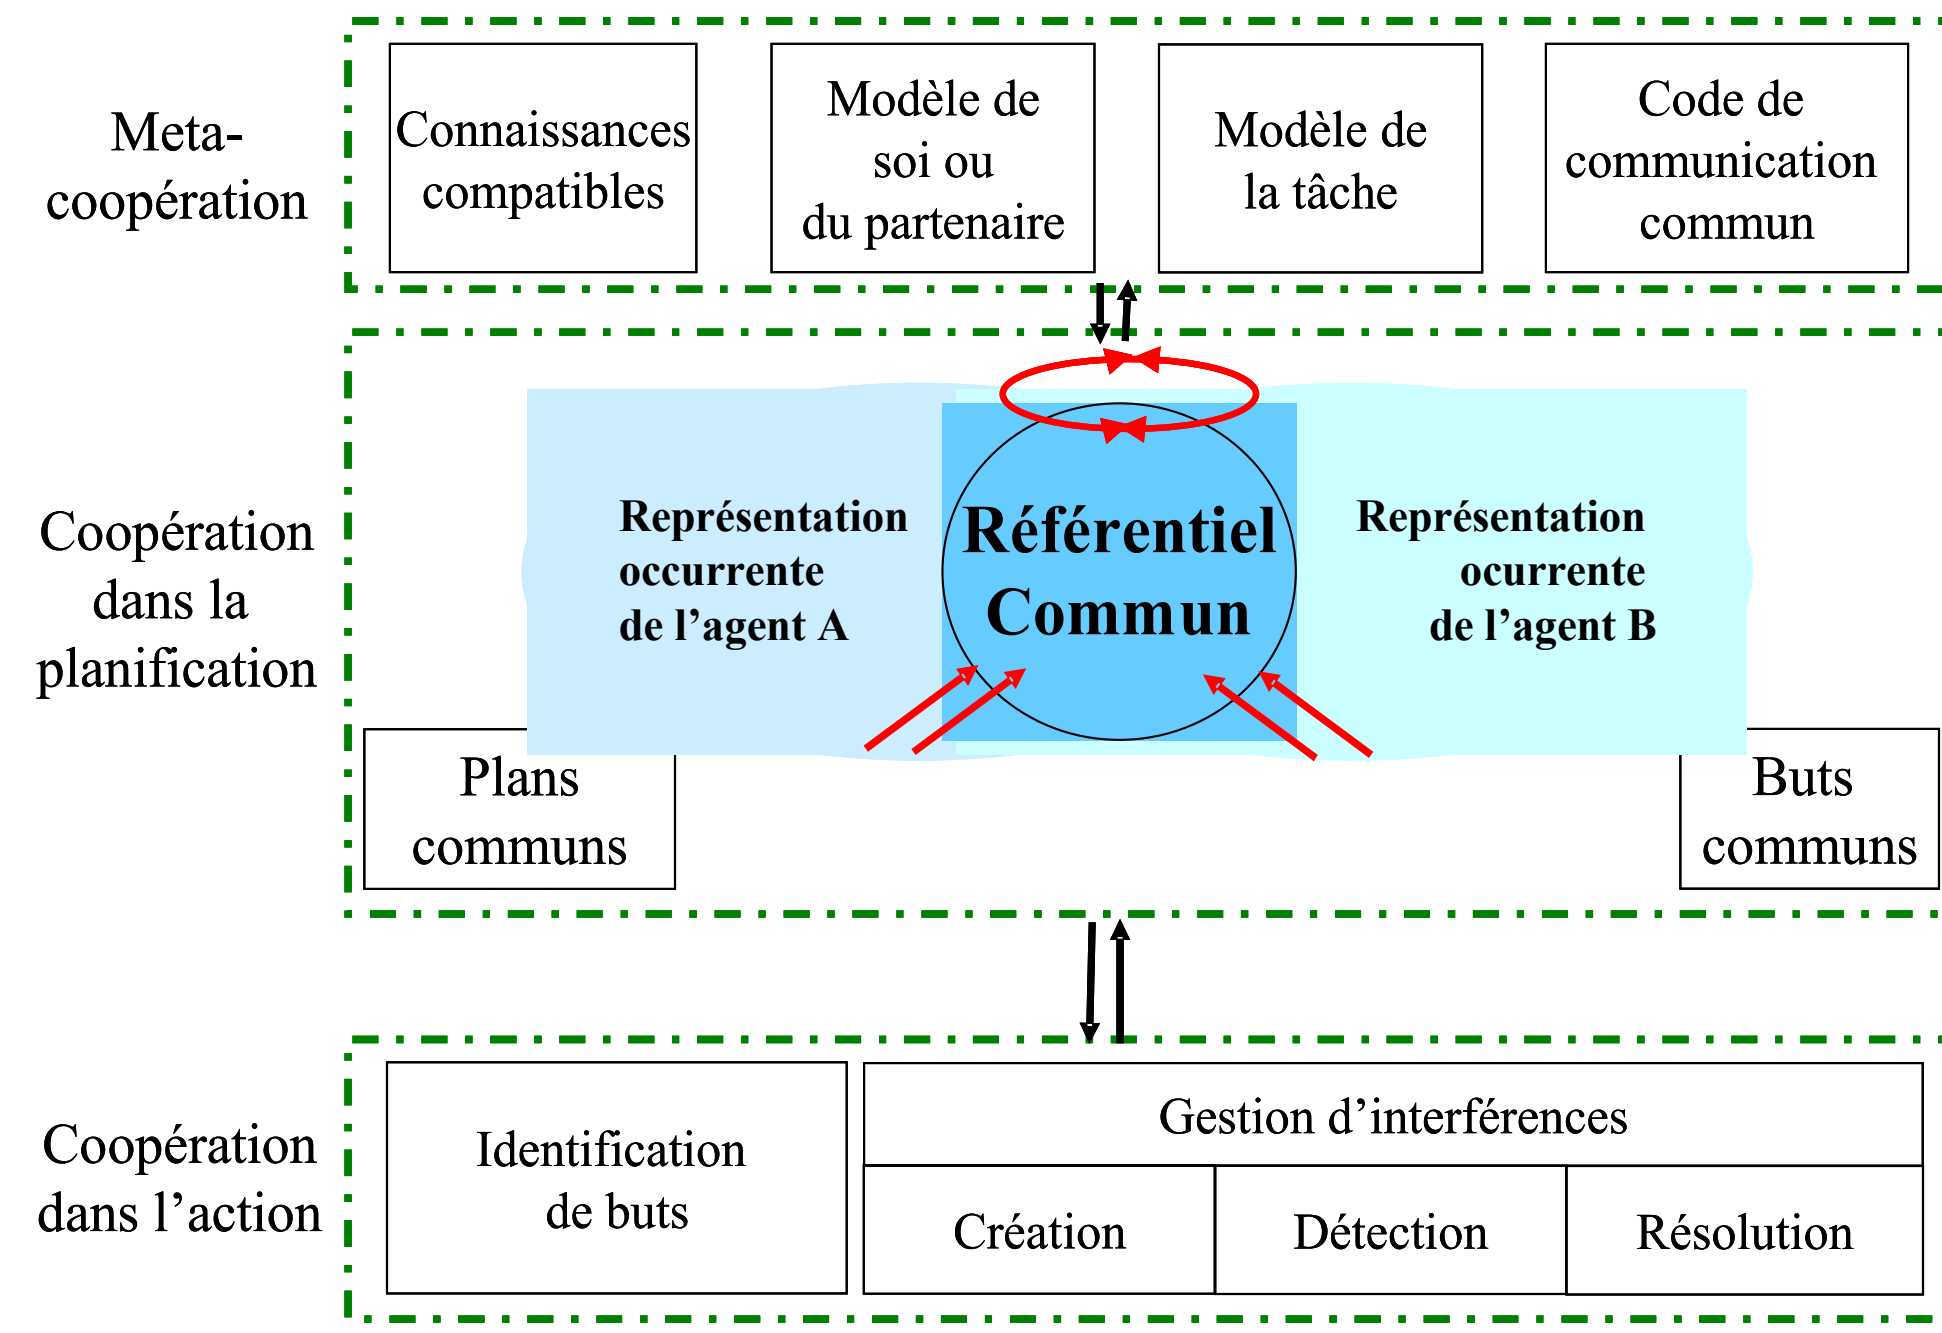 Meta-
coopération
Connaissances
compatibles
Modèle de
soi ou
du partenaire
Modèle de
la tâche
Code de
communication
commun
Coopération
dans la
planification
Représentation
occurrente
de l’agent A
Référentiel
Commun
Représentation
ocurrente
de l’agent B
Plans
communs
Buts
communs
Coopération
dans l’action
Identification
de buts
Gestion d’interférences
Création
Détection
Résolution